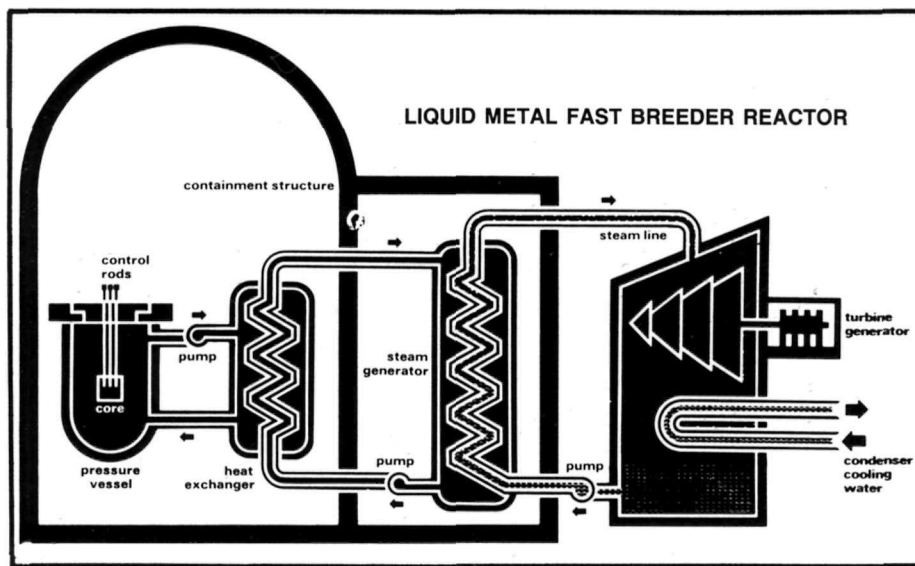 LIQUID METAL FAST BREEDER REACTOR
containment structure
steam line
control
rods
turbine
generator
pump
steam
generator
core
pump
pump
pressure
vessel
heat
exchanger
condenser
cooling
water